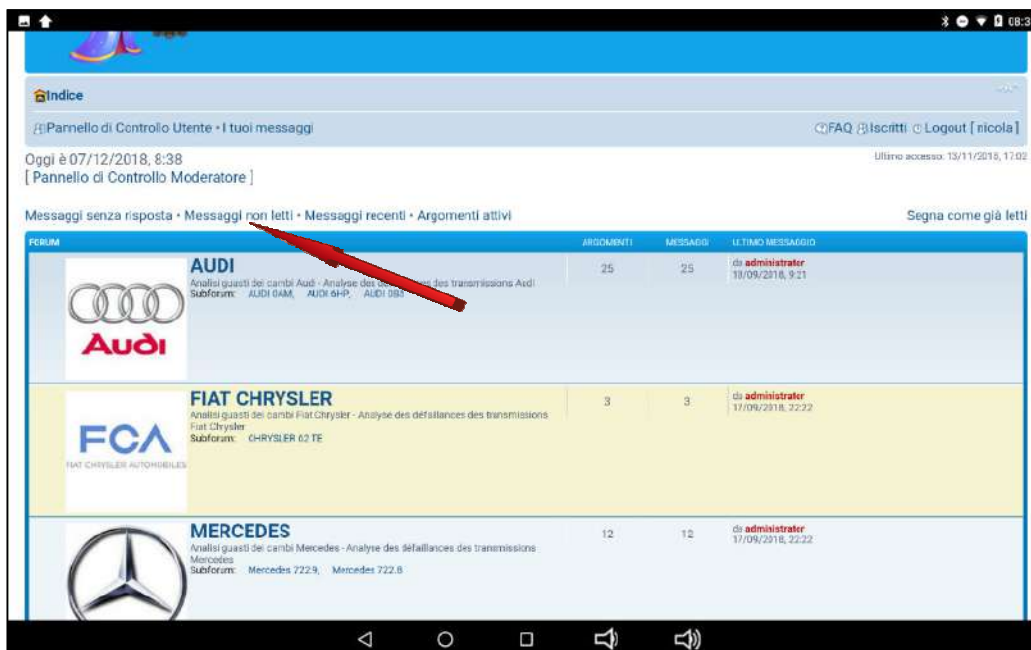 08:3
Indice
Pannello di Controllo Utente • I tuoi messaggi
FAQ Iscritti Logout [ nicola ]
Oggi è 07/12/2018, 8:38
Ultimo accesso: 13/11/2018, 17:02
[ Pannello di Controllo Moderatore ]
Messaggi senza risposta • Messaggi non letti • Messaggi recenti • Argomenti attivi
Segna come già letti
FORUM ARGOMENTI MESSAGGI ULTIMO MESSAGGIO
AUDI
Analisi guasti dei cambi Audi - Analyse des des transmissions Audi
Subforum: AUDI 0AM, AUDI 6HP, AUDI 0B5
25 25
da administrator
18/09/2018, 9:21
Audi
FIAT CHRYSLER
Analisi guasti dei cambi Fiat Chrysler - Analyse des défaillances des transmissions
Fiat Chrysler
Subforum: CHRYSLER 62 TE
3 3
da administrator
17/09/2018, 22:22
FCA
FIAT CHRYSLER AUTOMOBILES
MERCEDES
Analisi guasti dei cambi Mercedes - Analyse des défaillances des transmissions
Mercedes
Subforum: Mercedes 722.9, Mercedes 722.8
12 12
da administrator
17/09/2018, 22:22